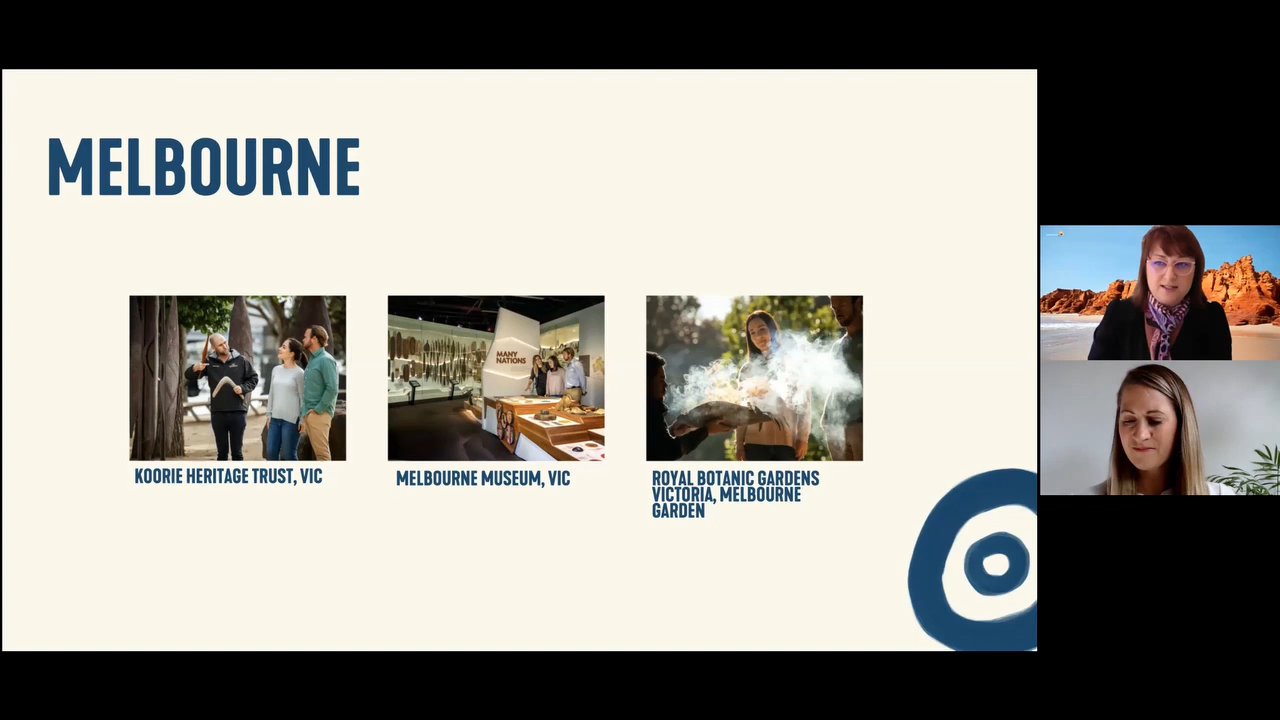 MELBOURNE
MANY
NATIONS
KOORIE HERITAGE TRUST, VIC
MELBOURNE MUSEUM, VIC
ROYAL BOTANIC GARDENS
VICTORIA, MELBOURNE
GARDEN